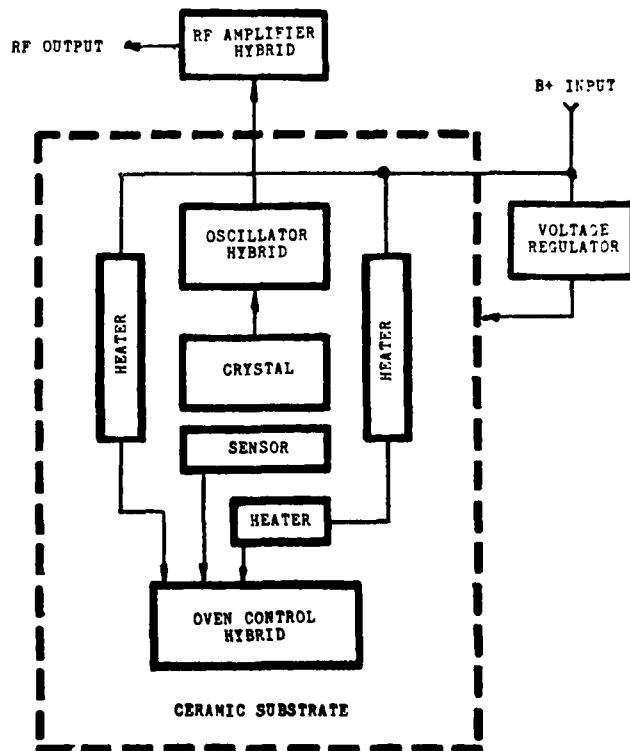 RF AMPLIFIER
HYBRID
RF OUTPUT
B+ INPUT
OSCILLATOR
HYBRID
VOLTAGE
REGULATOR
HEATER
HEATER
CRYSTAL
SENSOR
HEATER
OVEN CONTROL
HYBRID
CERAMIC SUBSTRATE